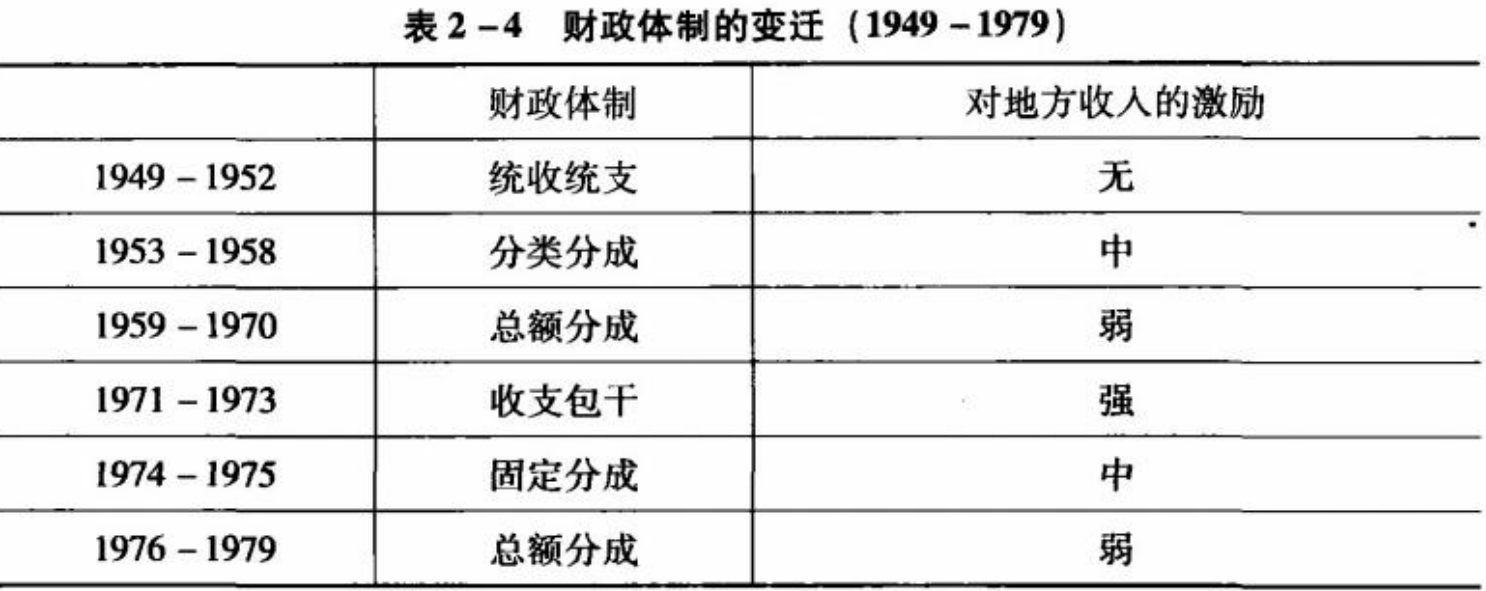 表 2-4 财政体制的变迁 (1949-1979)
财政体制 对地方收入的激励
1949-1952 统收统支 无
1953-1958 分类分成 中
1959-1970 总额分成 弱
1971-1973 收支包干 强
1974-1975 固定分成 中
1976-1979 总额分成 弱